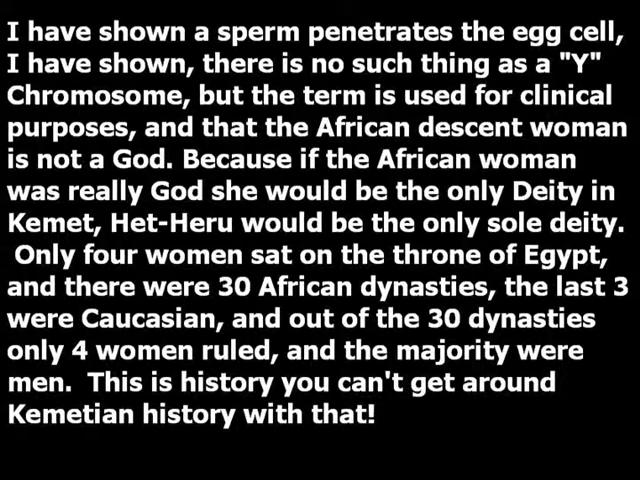 I have shown a sperm penetrates the egg cell,
I have shown, there is no such thing as a "Y"
Chromosome, but the term is used for clinical
purposes, and that the African descent woman
is not a God. Because if the African woman
was really God she would be the only Deity in
Kemet, Het-Heru would be the only sole deity.
Only four women sat on the throne of Egypt,
and there were 30 African dynasties, the last 3
were Caucasian, and out of the 30 dynasties
only 4 women ruled, and the majority were
men.  This is history you can't get around
Kemetian history with that!